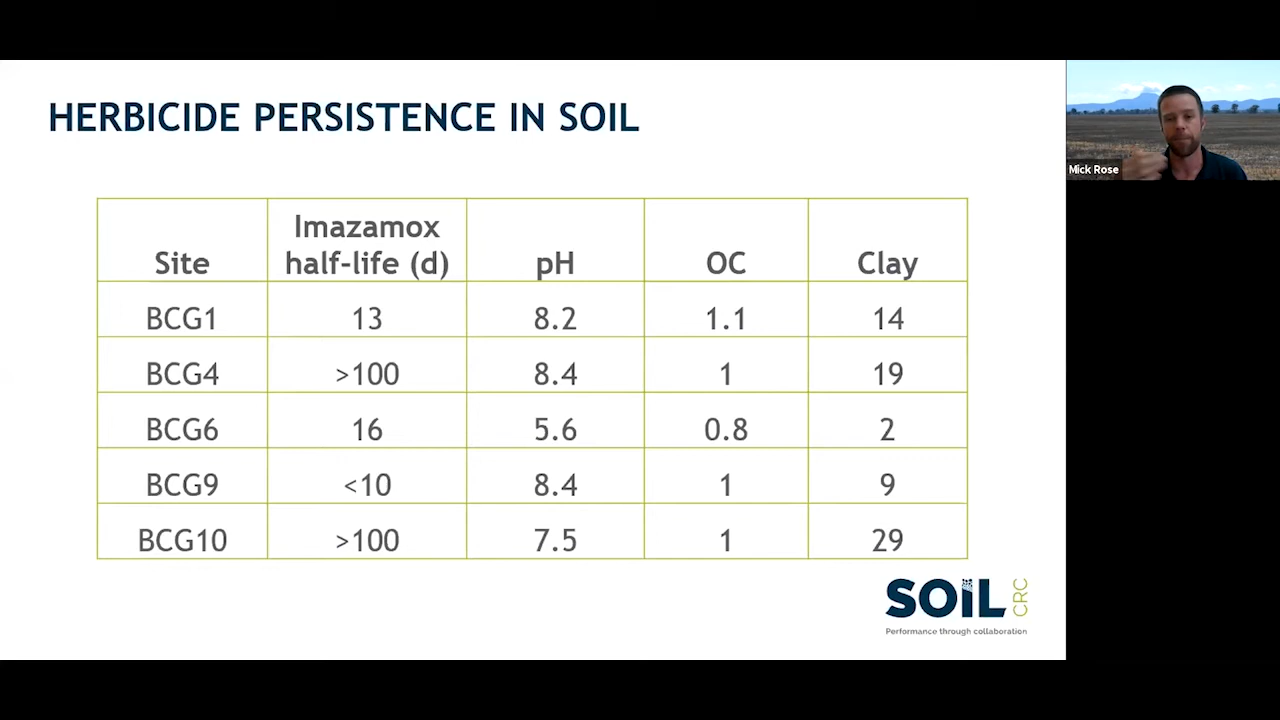 HERBICIDE PERSISTENCE IN SOIL
Mick Rose
Site Imazamox half-life (d) pH OC Clay
BCG1 13 8.2 1.1 14
BCG4 >100 8.4 1 19
BCG6 16 5.6 0.8 2
BCG9 <10 8.4 1 9
BCG10 >100 7.5 1 29
SOiL CRC
Performance through collaboration